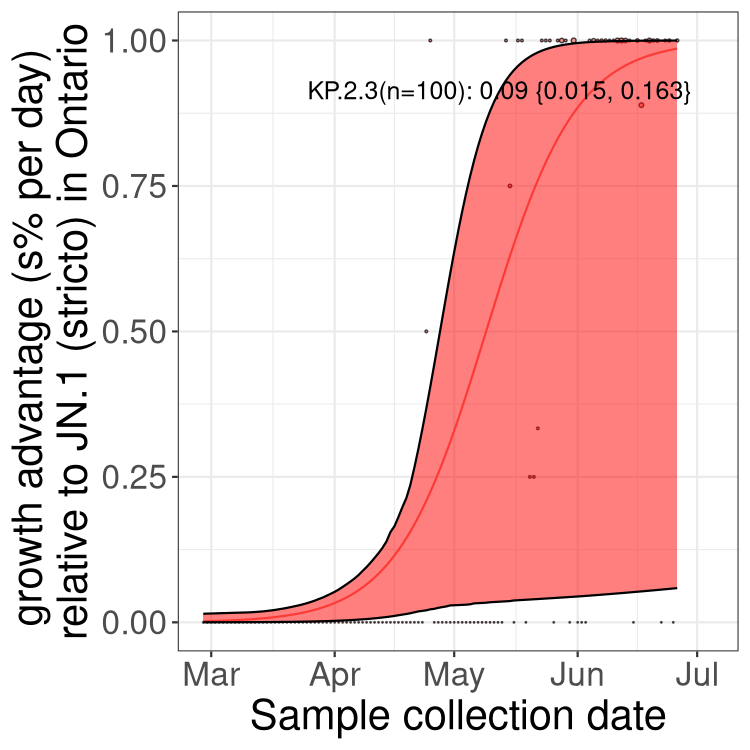 growth advantage (s% per day)
relative to JN.1 (stricto) in Ontario
1.00
0.75
0.50
0.25
0.00
KP.2.3(n=100): 0.09 {0.015, 0.163}
Mar Apr May Jun Jul
Sample collection date